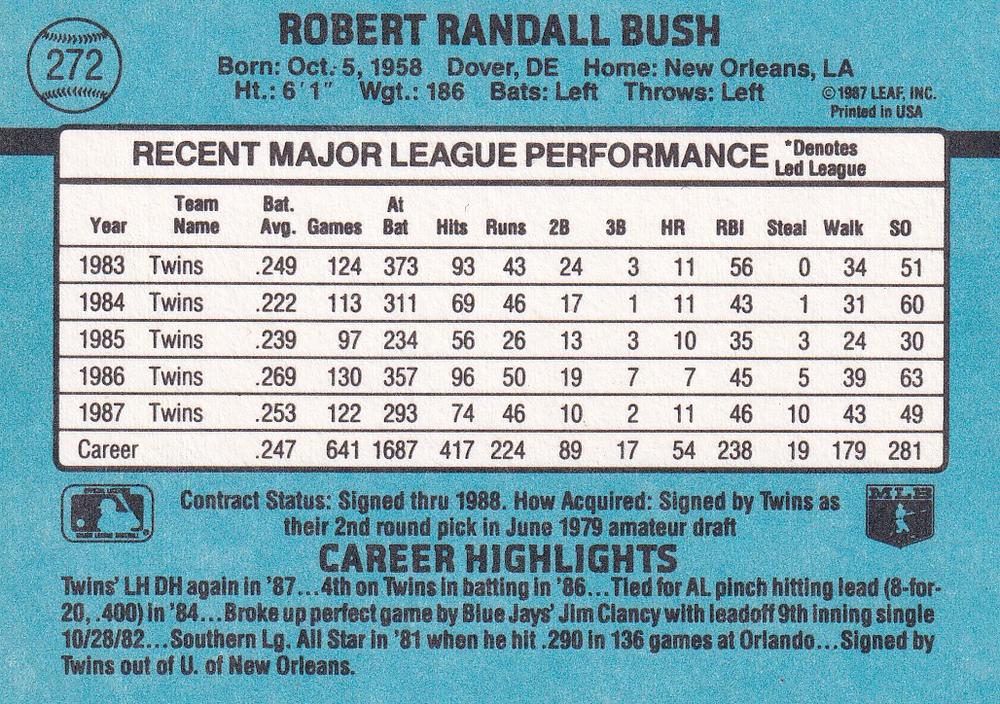 ROBERT RANDALL BUSH
272
Born: Oct. 5, 1958 Dover, DE Home: New Orleans, LA
Ht.: 6'1" Wgt.: 186 Bats: Left Throws: Left
©1987 LEAF, INC.
Printed in USA
RECENT MAJOR LEAGUE PERFORMANCE *Denotes Led League
Year Team Name Bat. Avg. Games At Bat Hits Runs 2B 3B HR RBI Steal Walk SO
1983 Twins .249 124 373 93 43 24 3 11 56 0 34 51
1984 Twins .222 113 311 69 46 17 1 11 43 1 31 60
1985 Twins .239 97 234 56 26 13 3 10 35 3 24 30
1986 Twins .269 130 357 96 50 19 7 7 45 5 39 63
1987 Twins .253 122 293 74 46 10 2 11 46 10 43 49
Career .247 641 1687 417 224 89 17 54 238 19 179 281
Contract Status: Signed thru 1988. How Acquired: Signed by Twins as
their 2nd round pick in June 1979 amateur draft
MLB
CAREER HIGHLIGHTS
Twins' LH DH again in '87...4th on Twins in batting in '86...Tied for AL pinch hitting lead (8-for-
20, .400) in '84...Broke up perfect game by Blue Jays' Jim Clancy with leadoff 9th inning single
10/28/82...Southern Lg. All Star in '81 when he hit .290 in 136 games at Orlando...Signed by
Twins out of U. of New Orleans.